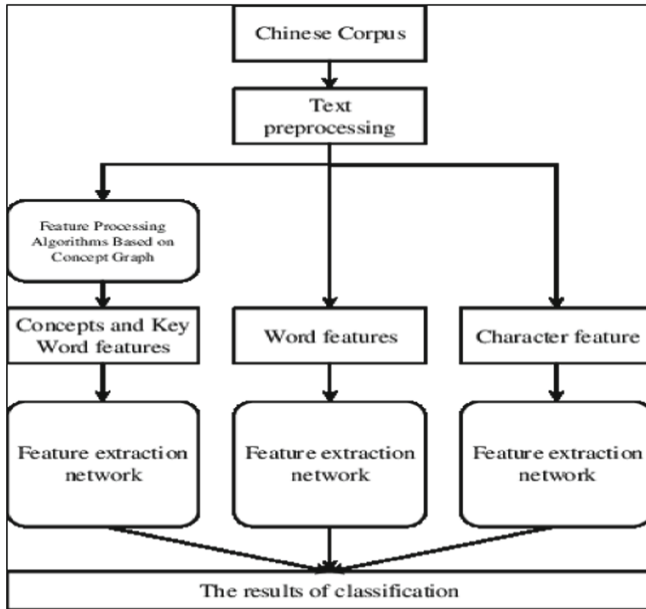 Chinese Corpus
Text
preprocessing
Feature Processing
Algorithms Based on
Concept Graph
Concepts and Key
Word features
Word features
Character feature
Feature extraction
network
Feature extraction
network
Feature extraction
network
The results of classification